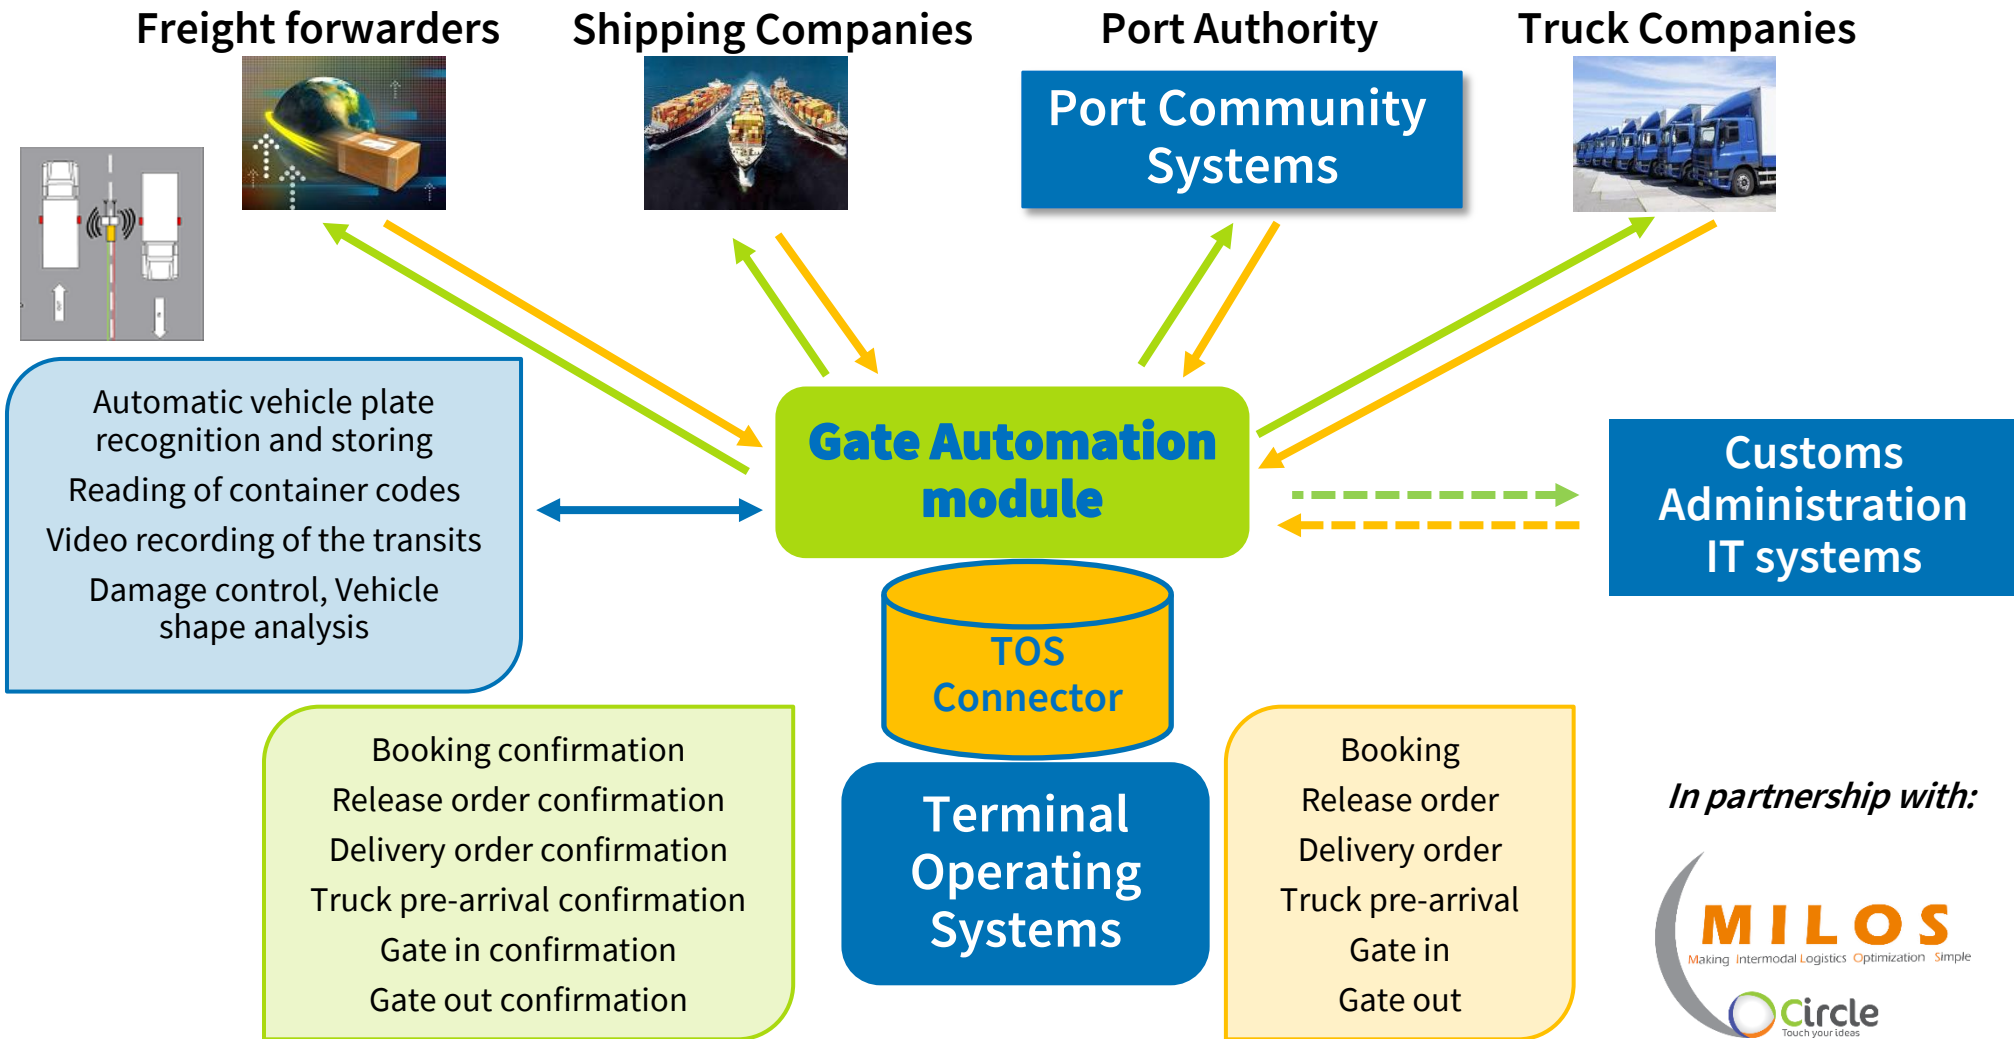 Freight forwarders
Shipping Companies
Port Authority
Truck Companies
Port Community
Systems
Automatic vehicle plate
recognition and storing
Reading of container codes
Video recording of the transits
Damage control, Vehicle
shape analysis
Gate Automation
module
Customs
Administration
IT systems
TOS
Connector
Terminal
Operating
Systems
Booking confirmation
Release order confirmation
Delivery order confirmation
Truck pre-arrival confirmation
Gate in confirmation
Gate out confirmation
Booking
Release order
Delivery order
Truck pre-arrival
Gate in
Gate out
In partnership with:
MILOS
Making Intermodal Logistics Optimization Simple
Circle
Touch your ideas